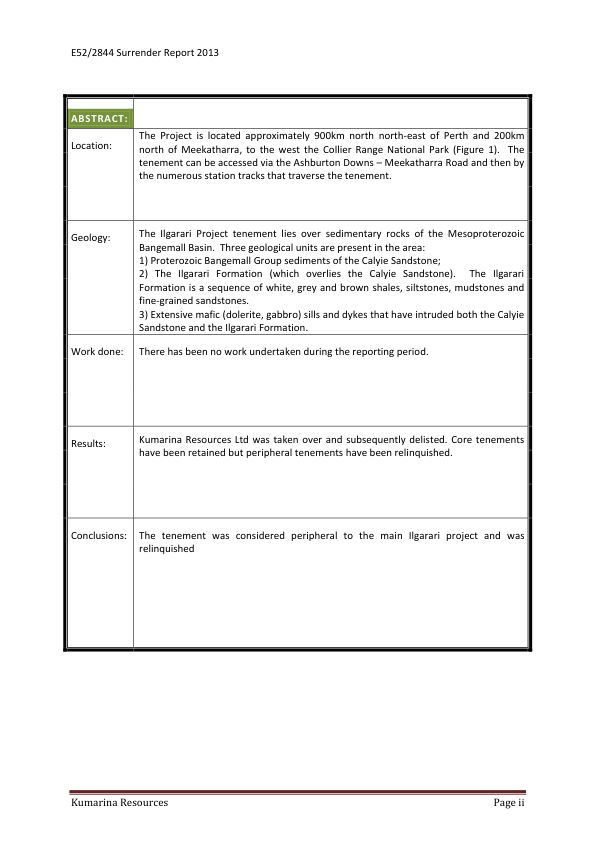 E52/2844 Surrender Report 2013
ABSTRACT:
Location:
The Project is located approximately 900km north north-east of Perth and 200km
north of Meekatharra, to the west the Collier Range National Park (Figure 1). The
tenement can be accessed via the Ashburton Downs – Meekatharra Road and then by
the numerous station tracks that traverse the tenement.
Geology:
The Ilgarari Project tenement lies over sedimentary rocks of the Mesoproterozoic
Bangemall Basin. Three geological units are present in the area:
1) Proterozoic Bangemall Group sediments of the Calyie Sandstone;
2) The Ilgarari Formation (which overlies the Calyie Sandstone). The Ilgarari
Formation is a sequence of white, grey and brown shales, siltstones, mudstones and
fine-grained sandstones.
3) Extensive mafic (dolerite, gabbro) sills and dykes that have intruded both the Calyie
Sandstone and the Ilgarari Formation.
Work done:
There has been no work undertaken during the reporting period.
Results:
Kumarina Resources Ltd was taken over and subsequently delisted. Core tenements
have been retained but peripheral tenements have been relinquished.
Conclusions:
The tenement was considered peripheral to the main Ilgarari project and was
relinquished
Kumarina Resources
Page ii